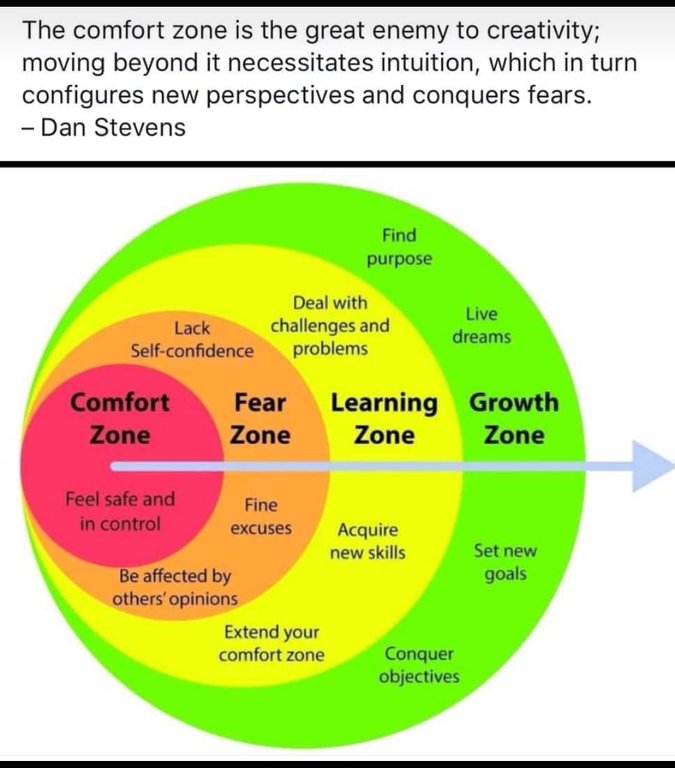 The comfort zone is the great enemy to creativity;
moving beyond it necessitates intuition, which in turn
configures new perspectives and conquers fears.
– Dan Stevens
Find
purpose
Deal with
challenges and
problems
Live
dreams
Lack
Self-confidence
Comfort
Zone
Fear
Zone
Learning
Zone
Growth
Zone
Feel safe and
in control
Fine
excuses
Acquire
new skills
Set new
goals
Be affected by
others' opinions
Extend your
comfort zone
Conquer
objectives